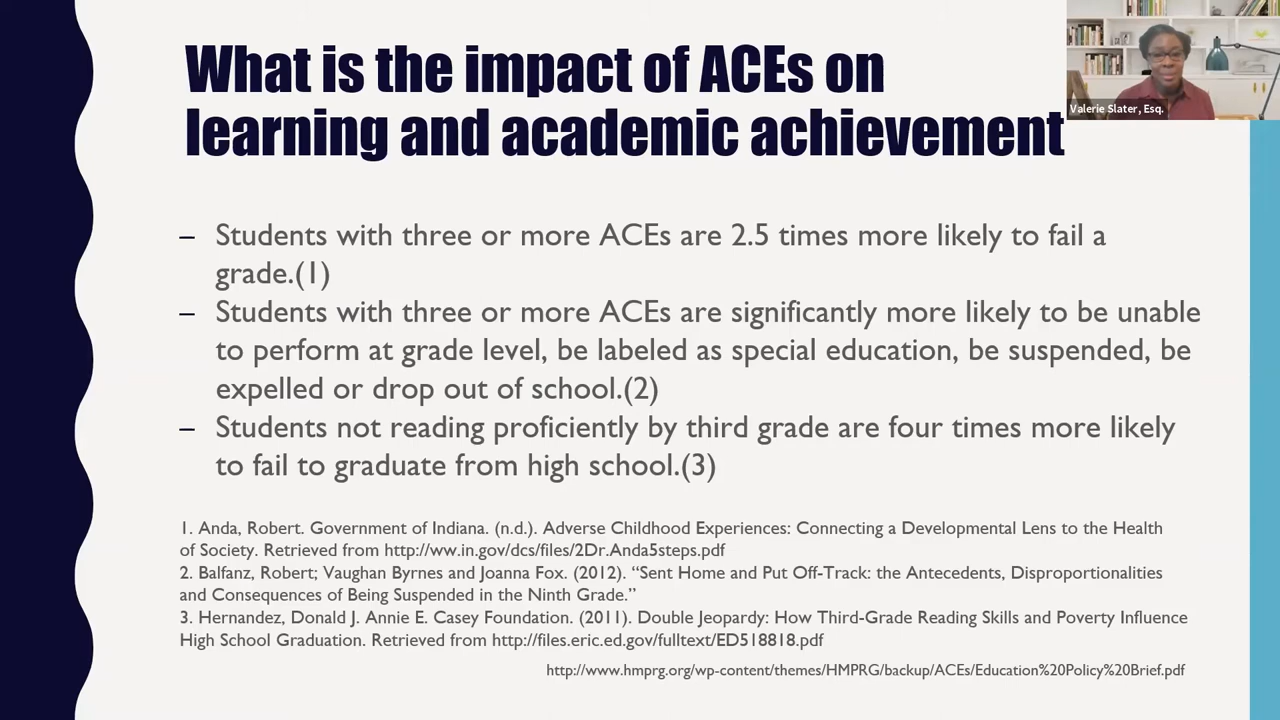 What is the impact of ACEs on
learning and academic achievement
Valerie Slater, Esq.
– Students with three or more ACEs are 2.5 times more likely to fail a
grade.(1)
– Students with three or more ACEs are significantly more likely to be unable
to perform at grade level, be labeled as special education, be suspended, be
expelled or drop out of school.(2)
– Students not reading proficiently by third grade are four times more likely
to fail to graduate from high school.(3)
1. Anda, Robert. Government of Indiana. (n.d.). Adverse Childhood Experiences: Connecting a Developmental Lens to the Health
of Society. Retrieved from http://ww.in.gov/dcs/files/2Dr.Anda5steps.pdf
2. Balfanz, Robert; Vaughan Byrnes and Joanna Fox. (2012). “Sent Home and Put Off-Track: the Antecedents, Disproportionalities
and Consequences of Being Suspended in the Ninth Grade.”
3. Hernandez, Donald J. Annie E. Casey Foundation. (2011). Double Jeopardy: How Third-Grade Reading Skills and Poverty Influence
High School Graduation. Retrieved from http://files.eric.ed.gov/fulltext/ED518818.pdf
http://www.hmprg.org/wp-content/themes/HMPRG/backup/ACEs/Education%20Policy%20Brief.pdf